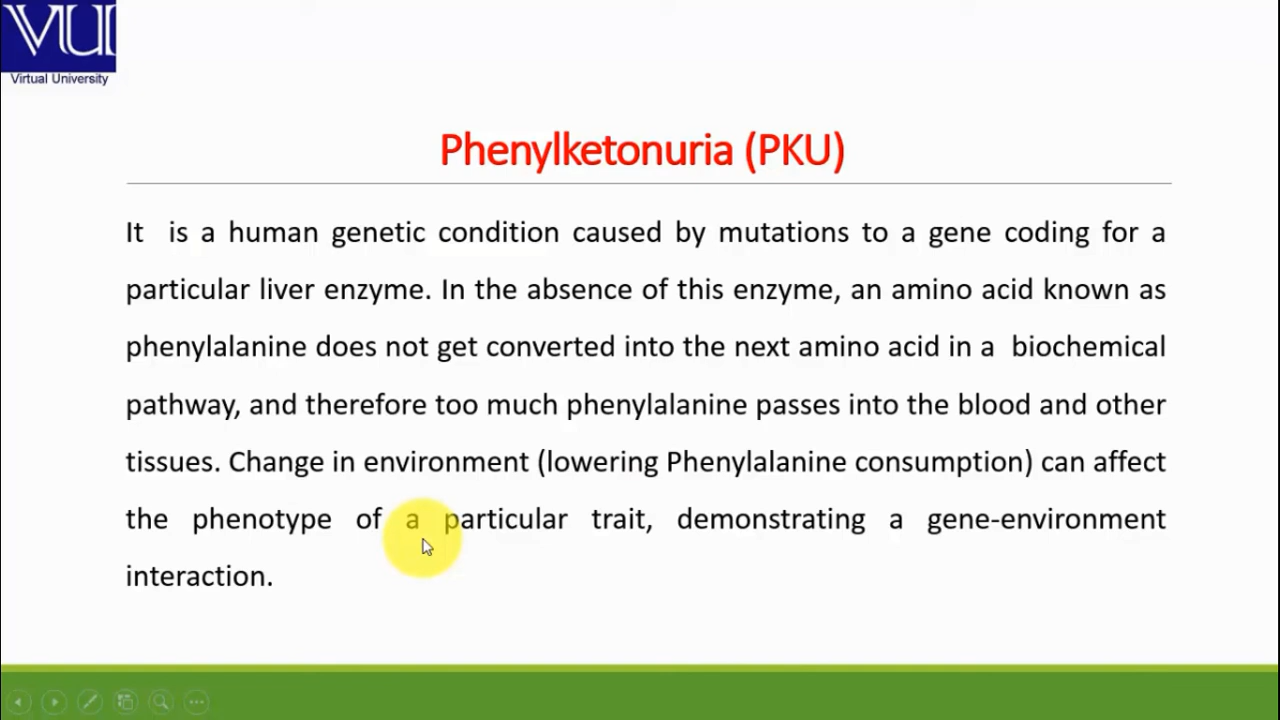 VU
Virtual University
Phenylketonuria (PKU)
It is a human genetic condition caused by mutations to a gene coding for a
particular liver enzyme. In the absence of this enzyme, an amino acid known as
phenylalanine does not get converted into the next amino acid in a biochemical
pathway, and therefore too much phenylalanine passes into the blood and other
tissues. Change in environment (lowering Phenylalanine consumption) can affect
the phenotype of a particular trait, demonstrating a gene-environment
interaction.